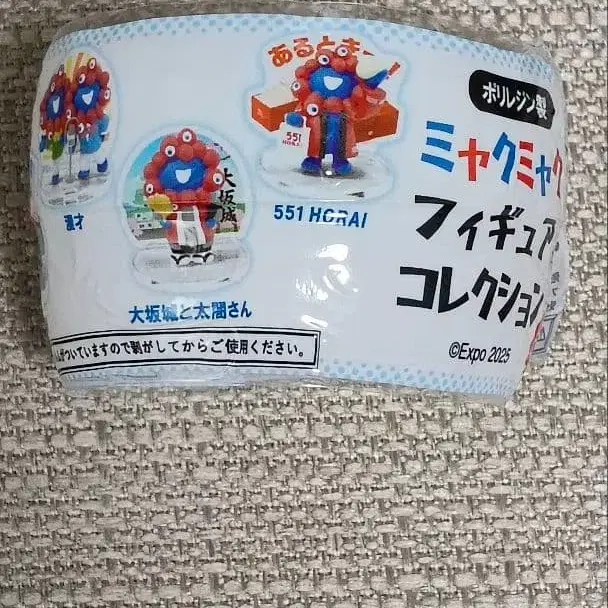 あるとき〜!
551
HORAI
漫才
551 HORAI
大坂城
大坂城と太閤さん
ポリレジン製
ミャクミャク
フィギュア
コレクション
©Expo 2025
がついていますので剥がしてからご使用ください。